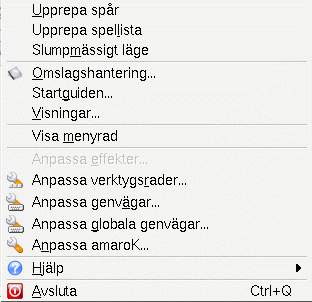 Upprepa spår
Upprepa spellista
Slumpmässigt läge
Omslagshantering...
Startguiden...
Visningar...
Visa menyrad
Anpassa effekter...
Anpassa verktygsrader...
Anpassa genvägar...
Anpassa globala genvägar...
Anpassa amaroK...
Hjälp
Avsluta Ctrl+Q